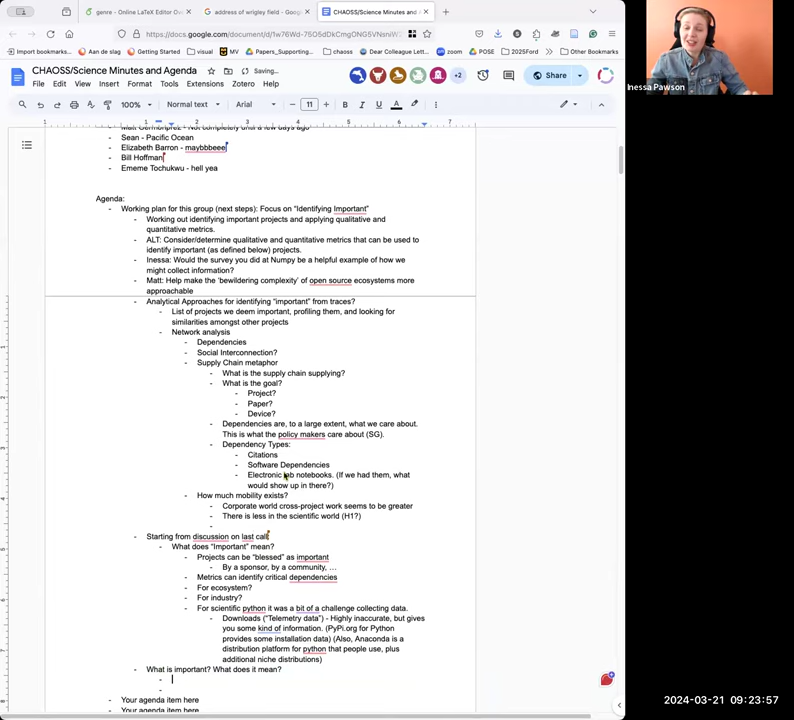 genre - Online LaTeX Editor Ov
address of wrigley field - Goog
CHAOSS/Science Minutes and
https://docs.google.com/document/d/1w76Wd-
Import bookmarks...
Aan de slag
Getting Started
visual
MV
Papers_Supporting...
chaoss
Dear Colleague Lett...
zoom
POSE
2025Ford
Other Bookmarks
CHAOSS/Science Minutes and Agenda
Saving...
File Edit View Insert Format Tools Extensions Zotero Help
+2
Share
100%
Normal text
Arial
11
B I U A
1 1 2 3 4 5 6 7
- Sean - Pacific Ocean
- Elizabeth Barron - maybbbeee
- Bill Hoffman
- Ememe Tochukwu - hell yea
Agenda:
- Working plan for this group (next steps): Focus on "Identifying Important"
- Working out identifying important projects and applying qualitative and
quantitative metrics.
- ALT: Consider/determine qualitative and quantitative metrics that can be used to
identify important (as defined below) projects.
- Inessa: Would the survey you did at Numpy be a helpful example of how we
might collect information?
- Matt: Help make the 'bewildering complexity' of open source ecosystems more
approachable
- Analytical Approaches for identifying "important" from traces?
- List of projects we deem important, profiling them, and looking for
similarities amongst other projects
- Network analysis
- Dependencies
- Social Interconnection?
- Supply Chain metaphor
- What is the supply chain supplying?
- What is the goal?
- Project?
- Paper?
- Device?
- Dependencies are, to a large extent, what we care about.
This is what the policy makers care about (SG).
- Dependency Types:
- Citations
- Software Dependencies
- Electronic lab notebooks. (If we had them, what
would show up in there?)
- How much mobility exists?
- Corporate world cross-project work seems to be greater
- There is less in the scientific world (H1?)
-
- Starting from discussion on last call:
- What does "Important" mean?
- Projects can be "blessed" as important
- By a sponsor, by a community, ...
- Metrics can identify critical dependencies
- For ecosystem?
- For industry?
- For scientific python it was a bit of a challenge collecting data.
- Downloads ("Telemetry data") - Highly inaccurate, but gives
you some kind of information. (PyPi.org for Python
provides some installation data) (Also, Anaconda is a
distribution platform for python that people use, plus
additional niche distributions)
- What is important? What does it mean?
-
-
- Your agenda item here
- Your agenda item here
Inessa Pawson
2024-03-21 09:23:57